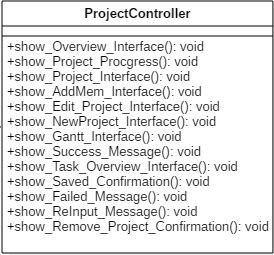 ProjectController
+show_Overview_Interface(): void
+show_Project_Procgress(): void
+show_Project_Interface(): void
+show_AddMem_Interface(): void
+show_Edit_Project_Interface(): void
+show_NewProject_Interface(): void
+show_Gantt_Interface(): void
+show_Success_Message(): void
+show_Task_Overview_Interface(): void
+show_Saved_Confirmation(): void
+show_Failed_Message(): void
+show_ReInput_Message(): void
+show_Remove_Project_Confirmation(): void